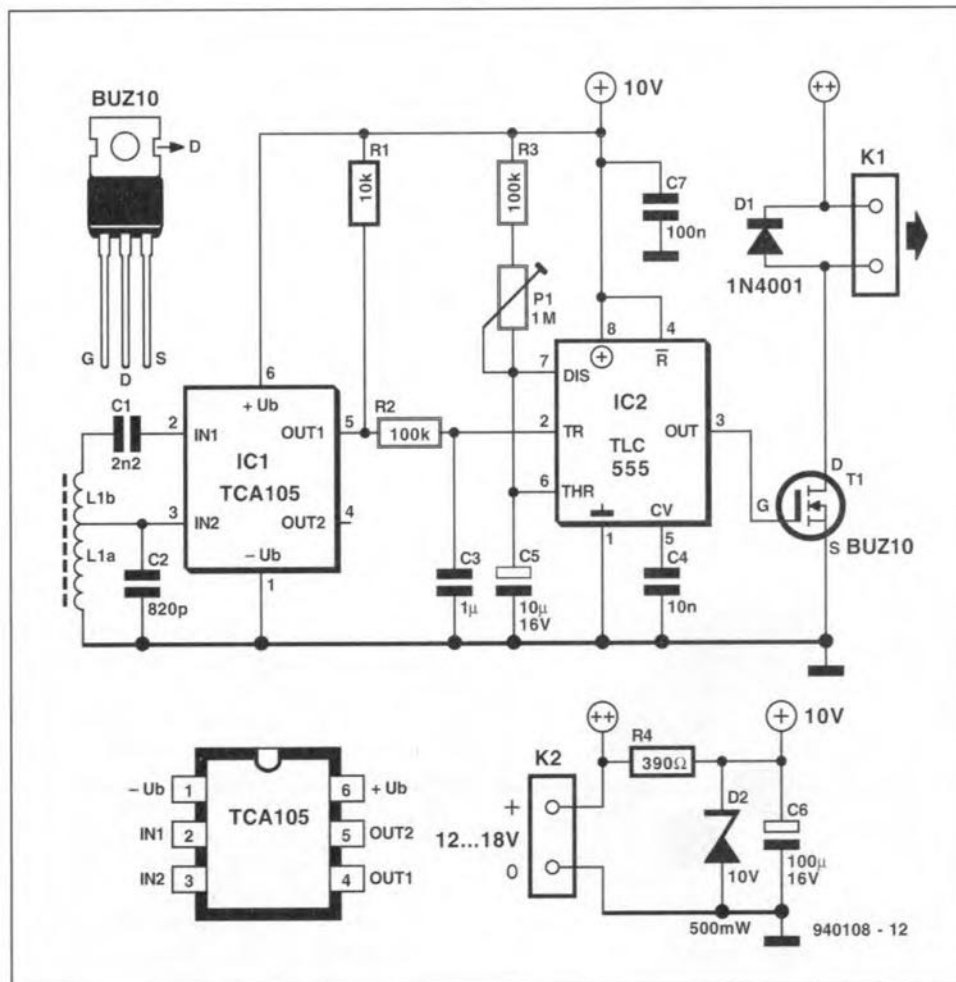 BUZ10
D
G
D
S
+ 10V
++
R1
10k
R3
100k
C7
100n
D1
1N4001
K1
P1
1M
C1
2n2
L1b
L1a
C2
820p
2
IN1
3
IN2
6
+ Ub
IC1
TCA105
OUT1
5
OUT2
4
– Ub
1
R2
100k
C3
1µ
C5
10µ
16V
7
DIS
2
TR
6
THR
8
+
4
R̅
IC2
TLC
555
OUT
3
1
CV
5
C4
10n
D
T1
G
S
BUZ10
– Ub 1
IN1 2
IN2 3
TCA105
6 + Ub
5 OUT2
4 OUT1
K2
+
12...18V
0
++
R4
390Ω
+ 10V
D2
10V
500mW
C6
100µ
16V
940108 - 12